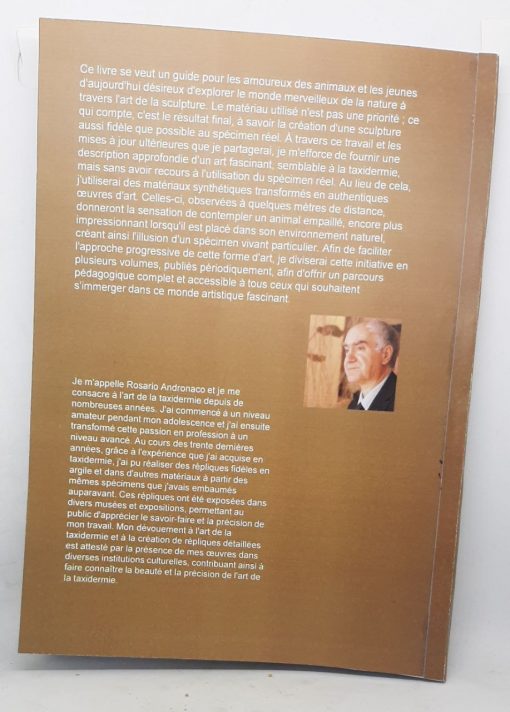 Ce livre se veut un guide pour les amoureux des animaux et les jeunes
d'aujourd'hui désireux d'explorer le monde merveilleux de la nature à
travers l'art de la sculpture. Le matériau utilisé n'est pas une priorité ; ce
qui compte, c'est le résultat final, à savoir la création d'une sculpture
aussi fidèle que possible au spécimen réel. À travers ce travail et les
mises à jour ultérieures que je partagerai, je m'efforce de fournir une
description approfondie d'un art fascinant, semblable à la taxidermie,
mais sans avoir recours à l'utilisation du spécimen réel. Au lieu de cela,
j'utiliserai des matériaux synthétiques transformés en authentiques
œuvres d'art. Celles-ci, observées à quelques mètres de distance,
donneront la sensation de contempler un animal empaillé, encore plus
impressionnant lorsqu'il est placé dans son environnement naturel,
créant ainsi l'illusion d'un spécimen vivant particulier. Afin de faciliter
l'approche progressive de cette forme d'art, je diviserai cette initiative en
plusieurs volumes, publiés périodiquement, afin d'offrir un parcours
pédagogique complet et accessible à tous ceux qui souhaitent
s'immerger dans ce monde artistique fascinant.
Je m'appelle Rosario Andronaco et je me
consacre à l'art de la taxidermie depuis de
nombreuses années. J'ai commencé à un niveau
amateur pendant mon adolescence et j'ai ensuite
transformé cette passion en profession à un
niveau avancé. Au cours des trente dernières
années, grâce à l'expérience que j'ai acquise en
taxidermie, j'ai pu réaliser des répliques fidèles en
argile et dans d'autres matériaux à partir des
mêmes spécimens que j'avais embaumés
auparavant. Ces répliques ont été exposées dans
divers musées et expositions, permettant au
public d'apprécier le savoir-faire et la précision de
mon travail. Mon dévouement à l'art de la
taxidermie et à la création de répliques détaillées
est attesté par la présence de mes œuvres dans
diverses institutions culturelles, contribuant ainsi à
faire connaître la beauté et la précision de l'art de
la taxidermie.